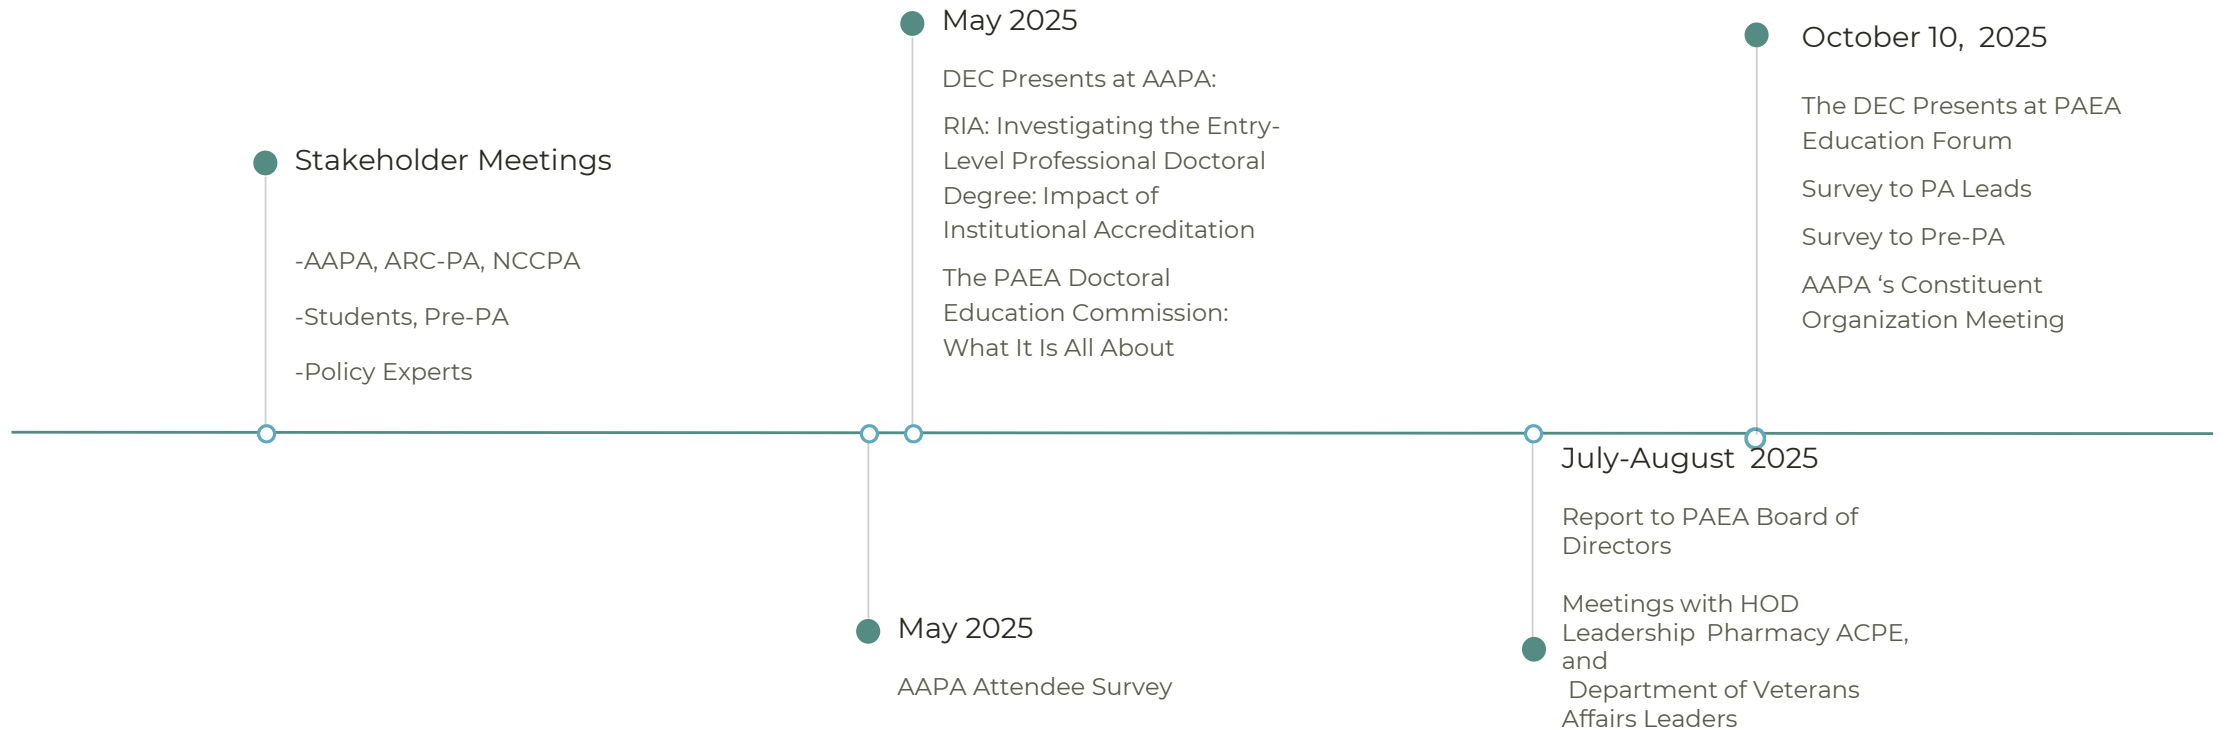 Stakeholder Meetings
-AAPA, ARC-PA, NCCPA
-Students, Pre-PA
-Policy Experts
May 2025
AAPA Attendee Survey
May 2025
DEC Presents at AAPA:
RIA: Investigating the Entry-
Level Professional Doctoral
Degree: Impact of
Institutional Accreditation
The PAEA Doctoral
Education Commission:
What It Is All About
July-August  2025
Report to PAEA Board of
Directors
Meetings with HOD
Leadership  Pharmacy ACPE,
and
Department of Veterans
Affairs Leaders
October 10,  2025
The DEC Presents at PAEA
Education Forum
Survey to PA Leads
Survey to Pre-PA
AAPA ‘s Constituent
Organization Meeting